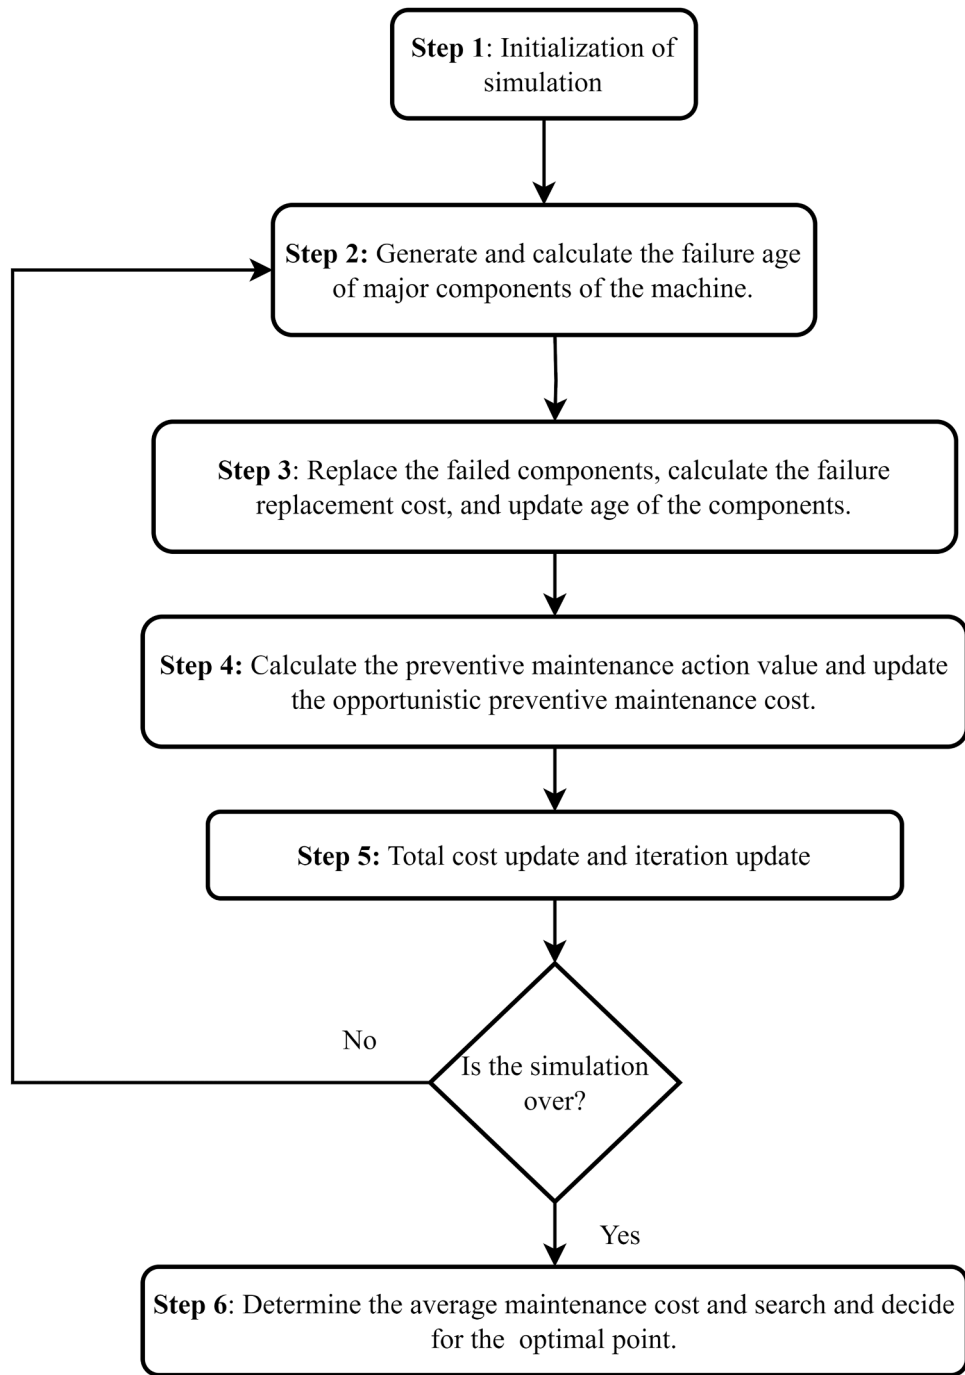 Step 1: Initialization of
simulation
Step 2: Generate and calculate the failure age
of major components of the machine.
Step 3: Replace the failed components, calculate the failure
replacement cost, and update age of the components.
Step 4: Calculate the preventive maintenance action value and update
the opportunistic preventive maintenance cost.
Step 5: Total cost update and iteration update
No
Is the simulation
over?
Yes
Step 6: Determine the average maintenance cost and search and decide
for the optimal point.